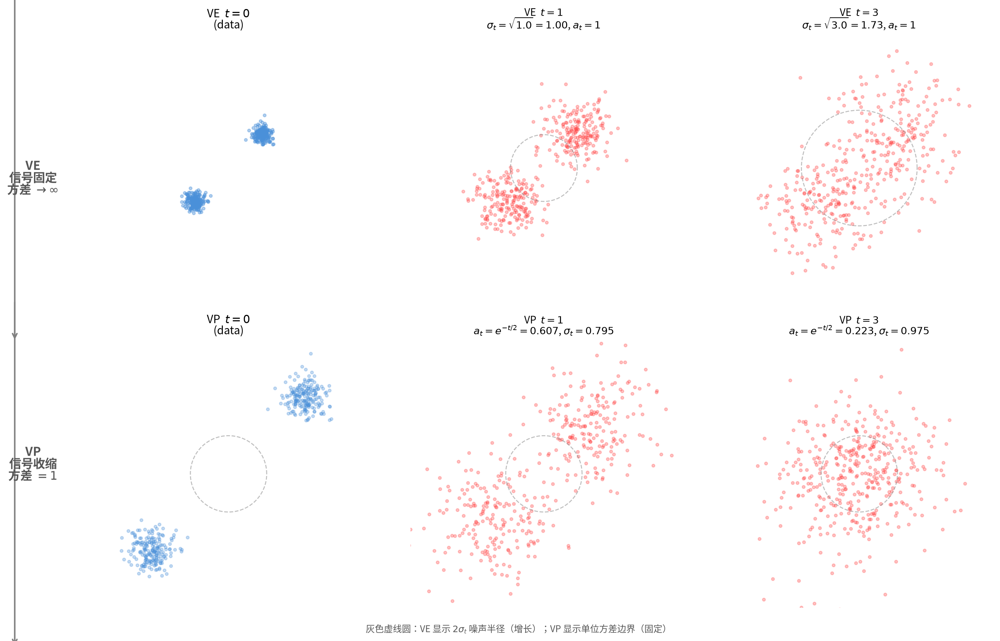 VE t = 0
(data)
VE t = 1
σ_t = √1.0 = 1.00, a_t = 1
VE t = 3
σ_t = √3.0 = 1.73, a_t = 1
VE
信号固定
方差 → ∞
VP t = 0
(data)
VP t = 1
a_t = e^{−t/2} = 0.607, σ_t = 0.795
VP t = 3
a_t = e^{−t/2} = 0.223, σ_t = 0.975
VP
信号收缩
方差 = 1
灰色虚线圆：VE 显示 2σ_t 噪声半径（增长）；VP 显示单位方差边界（固定）